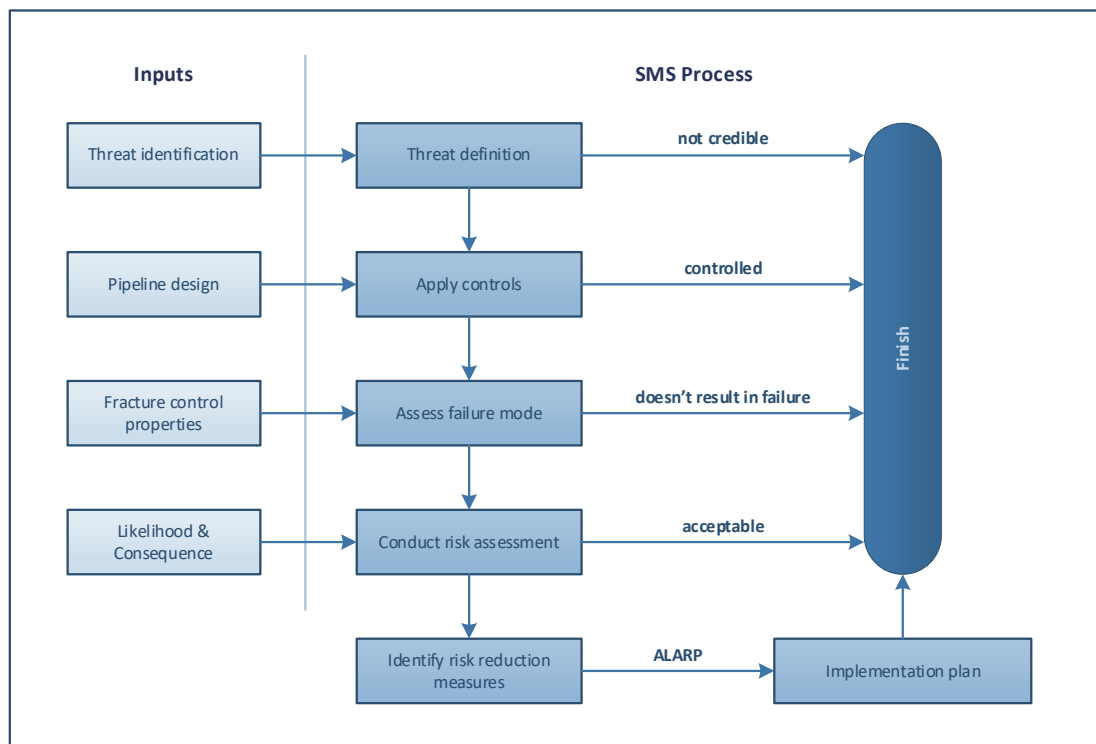 Inputs
SMS Process
Threat identification
Threat definition
not credible
Pipeline design
Apply controls
controlled
Finish
Fracture control
properties
Assess failure mode
doesn’t result in failure
Likelihood &
Consequence
Conduct risk assessment
acceptable
Identify risk reduction
measures
ALARP
Implementation plan